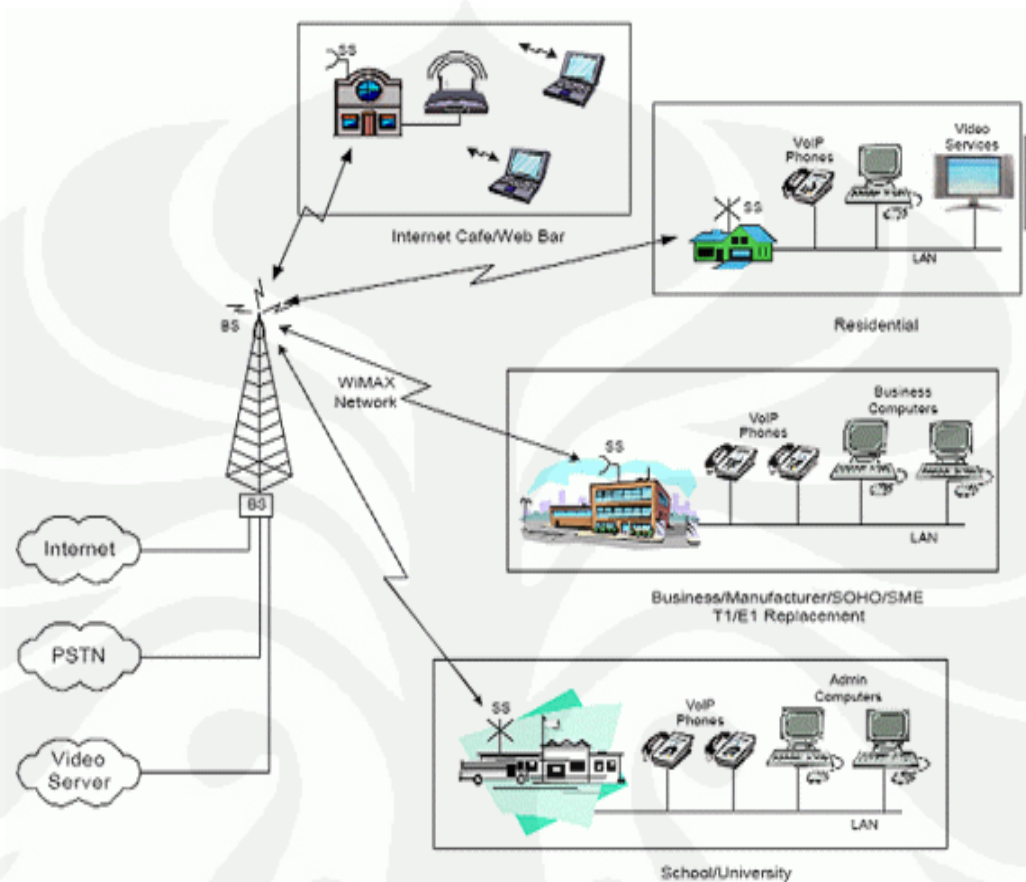 SS
Internet Cafe/Web Bar
VoIP
Phones
Video
Services
SS
LAN
Residential
BS
WiMAX
Network
SS
VoIP
Phones
Business
Computers
LAN
Business/Manufacturer/SOHO/SME
T1/E1 Replacement
BS
Internet
PSTN
Video
Server
SS
VoIP
Phones
Admin
Computers
LAN
School/University